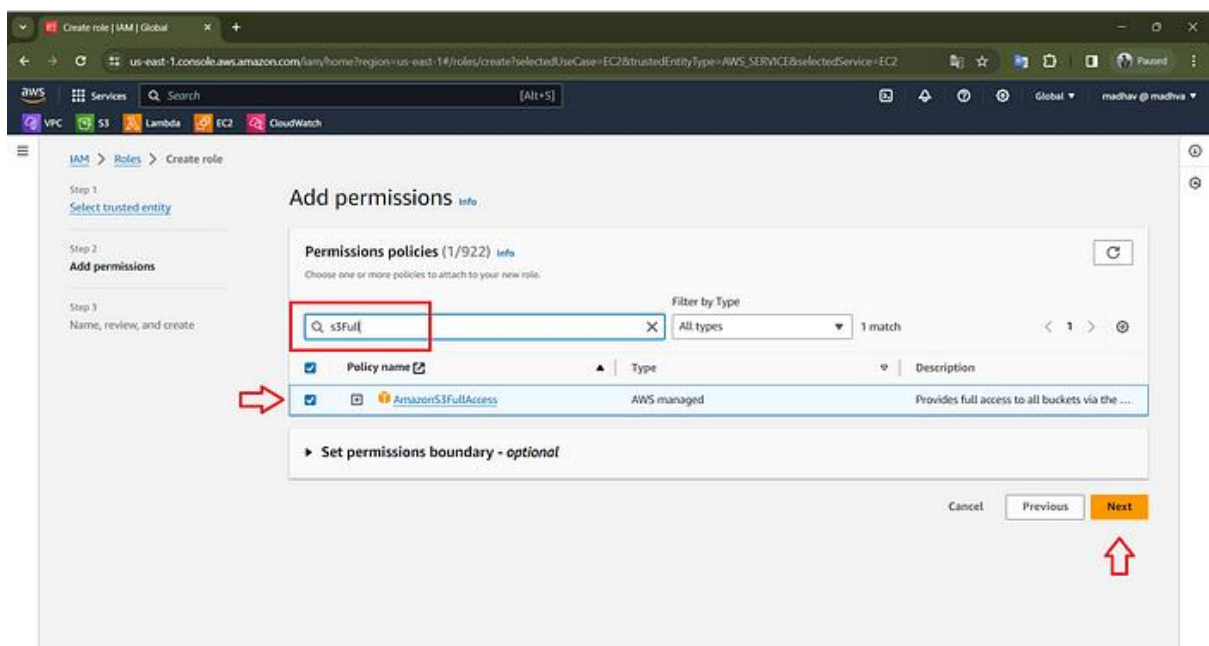 Create role | IAM | Global
us-east-1.console.aws.amazon.com/iam/home?region=us-east-1#/roles/create?selectedUseCase=EC2&trustedEntityType=AWS_SERVICE&selectedService=EC2
Paused
aws
Services
Search
[Alt+S]
Global
madhav @ madhva
VPC
S3
Lambda
EC2
CloudWatch
IAM > Roles > Create role
Step 1
Select trusted entity
Step 2
Add permissions
Step 3
Name, review, and create
Add permissions Info
Permissions policies (1/922) Info
Choose one or more policies to attach to your new role.
Filter by Type
s3Full
All types
1 match
< 1 >
Policy name
Type
Description
AmazonS3FullAccess
AWS managed
Provides full access to all buckets via the ...
Set permissions boundary - optional
Cancel
Previous
Next